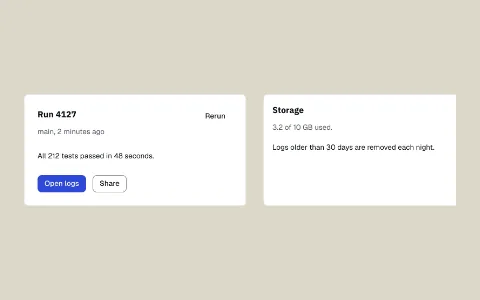 Run 4127
Rerun
main, 2 minutes ago
All 212 tests passed in 48 seconds.
Open logs
Share
Storage
3.2 of 10 GB used.
Logs older than 30 days are removed each night.